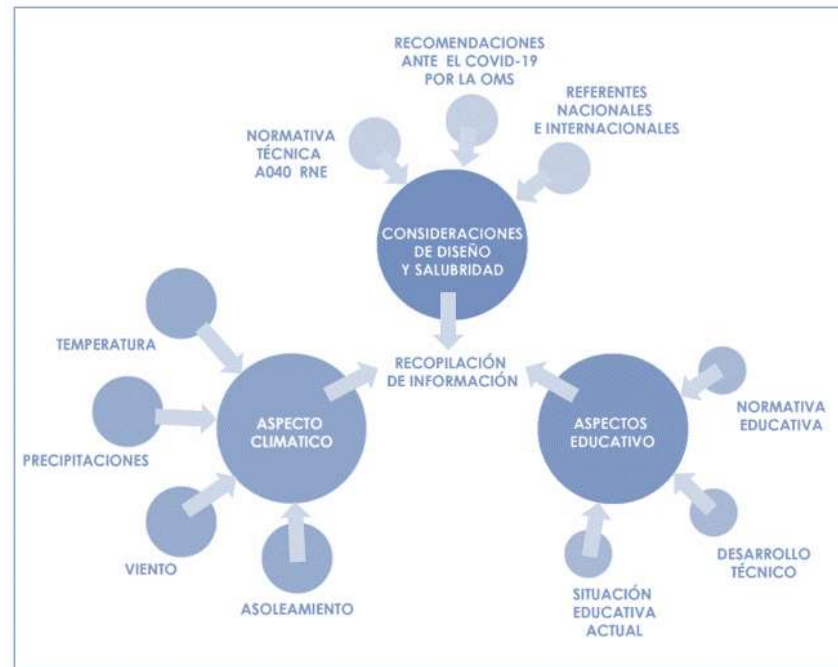 RECOMENDACIONES
ANTE EL COVID-19
POR LA OMS
REFERENTES
NACIONALES
E INTERNACIONALES
NORMATIVA
TÉCNICA
A040 RNE
CONSIDERACIONES
DE DISEÑO
Y SALUBRIDAD
TEMPERATURA
RECOPILACIÓN
DE INFORMACIÓN
ASPECTO
CLIMATICO
ASPECTOS
EDUCATIVO
NORMATIVA
EDUCATIVA
PRECIPITACIONES
VIENTO
ASOLEAMIENTO
SITUACIÓN
EDUCATIVA
ACTUAL
DESARROLLO
TÉCNICO